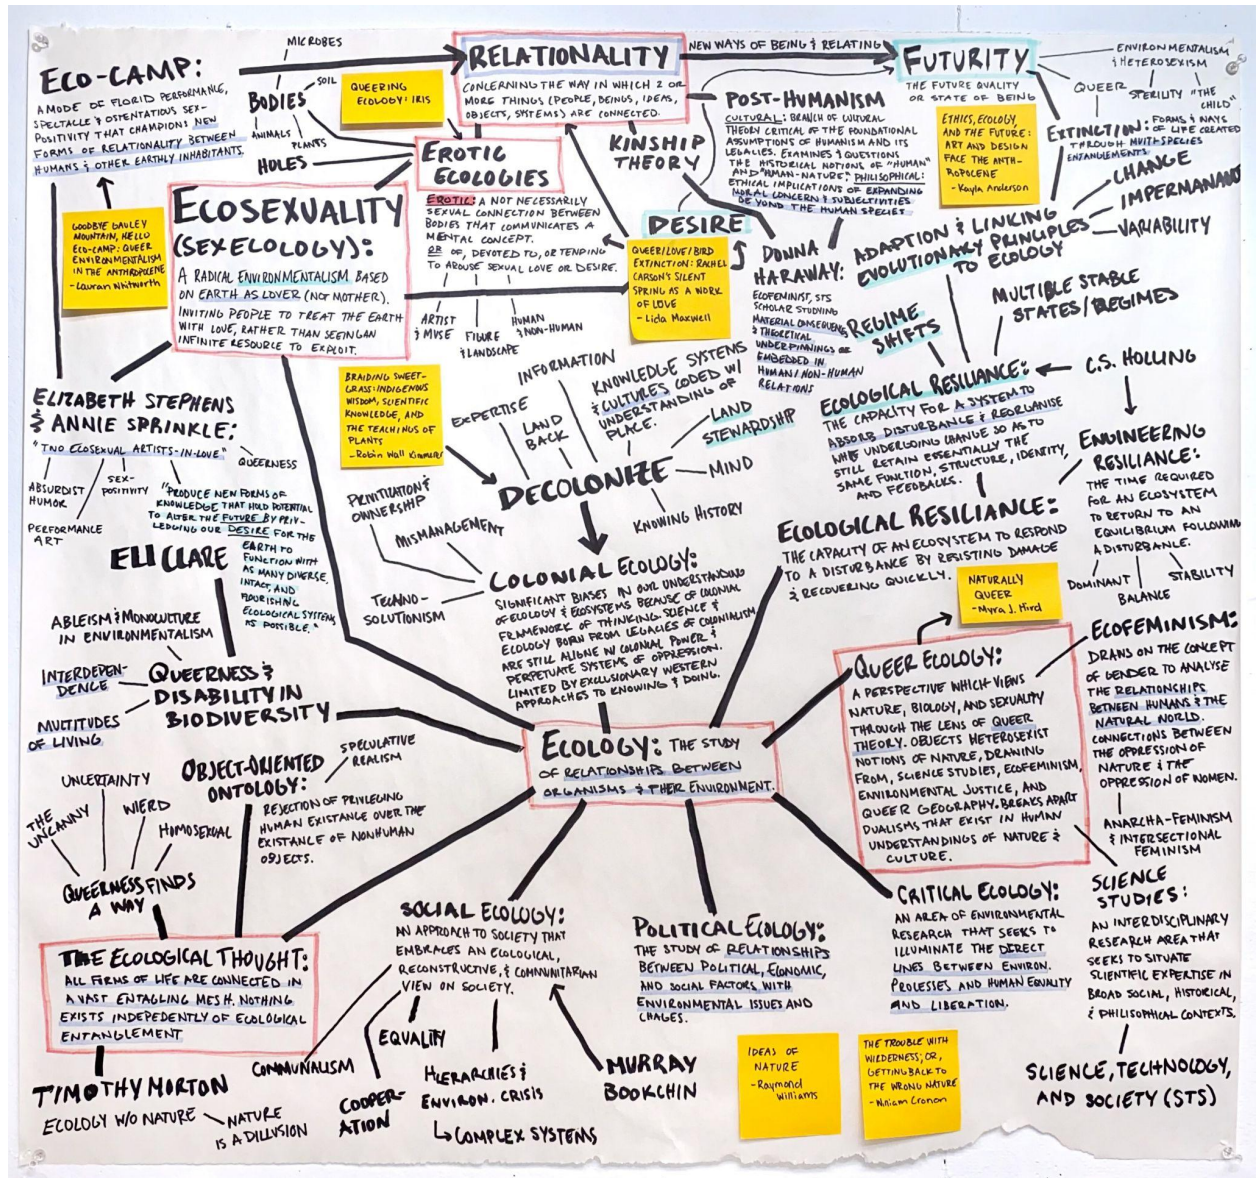 ECO-CAMP:
A MODE OF FLORID PERFORMANCE,
SPECTACLE & OSTENTATIOUS SEX-
POSITIVITY THAT CHAMPIONS NEW
FORMS OF RELATIONALITY BETWEEN
HUMANS & OTHER EARTHLY INHABITANTS.
MICROBES
SOIL
BODIES
ANIMALS
PLANTS
HOLES
QUEERING
ECOLOGY: IRIS
RELATIONALITY
CONCERNING THE WAY IN WHICH 2 OR
MORE THINGS (PEOPLE, BEINGS, IDEAS,
OBJECTS, SYSTEMS) ARE CONNECTED.
NEW WAYS OF BEING & RELATING
FUTURITY
THE FUTURE QUALITY
OR STATE OF BEING
ENVIRONMENTALISM
& HETEROSEXISM
QUEER
STERILITY
"THE
CHILD"
EXTINCTION: FORMS & WAYS
OF LIFE CREATED
THROUGH MULTI-SPECIES
ENTANGLEMENTS
ETHICS, ECOLOGY,
AND THE FUTURE:
ART AND DESIGN
FACE THE ANTH-
ROPOCENE
- Kayla Anderson
POST-HUMANISM
CULTURAL: BRANCH OF CULTURAL
THEORY CRITICAL OF THE FOUNDATIONAL
ASSUMPTIONS OF HUMANISM AND ITS
LEGACIES. EXAMINES & QUESTIONS
THE HISTORICAL NOTIONS OF "HUMAN"
AND "HUMAN-NATURE," PHILISOPHICAL:
ETHICAL IMPLICATIONS OF EXPANDING
MORAL CONCERN & SUBJECTIVITIES
BEYOND THE HUMAN SPECIES
KINSHIP
THEORY
EROTIC
ECOLOGIES
EROTIC: A NOT NECESSARILY
SEXUAL CONNECTION BETWEEN
BODIES THAT COMMUNICATES A
MENTAL CONCEPT.
OR OF, DEVOTED TO, OR TENDING
TO AROUSE SEXUAL LOVE OR DESIRE.
ARTIST
& MUSE
FIGURE
& LANDSCAPE
HUMAN
& NON-HUMAN
GOODBYE GAULEY
MOUNTAIN, HELLO
ECO-CAMP: QUEER
ENVIRONMENTALISM
IN THE ANTHROPOCENE
- Lauran Whitworth
ECOSEXUALITY
(SEXECOLOGY):
A RADICAL ENVIRONMENTALISM BASED
ON EARTH AS LOVER (NOT MOTHER).
INVITING PEOPLE TO TREAT THE EARTH
WITH LOVE, RATHER THAN SEEING AN
INFINITE RESOURCE TO EXPLOIT.
DESIRE
QUEER/LOVE/BIRD
EXTINCTION: RACHEL
CARSON'S SILENT
SPRING AS A WORK
OF LOVE
- Lida Maxwell
DONNA
HARAWAY:
ECOFEMINIST, STS
SCHOLAR STUDYING
MATERIAL CONSEQUENC
& THEORETICAL
UNDERPINNINGS OR
EMBEDDED IN
HUMAN/NON-HUMAN
RELATIONS
ADAPTION & LINKING
EVOLUTIONARY PRINCIPLES
TO ECOLOGY
CHANGE
IMPERMANANCE
VARIABILITY
REGIME
SHIFTS
MULTIPLE STABLE
STATES/REGIMES
C.S. HOLLING
ECOLOGICAL RESILIANCE:
THE CAPACITY FOR A SYSTEM TO
ABSORB DISTURBANCE & REORGANISE
WHILE UNDERGOING CHANGE SO AS TO
STILL RETAIN ESSENTIALLY THE
SAME FUNCTION, STRUCTURE, IDENTITY,
AND FEEDBACKS.
ENGINEERING
RESILIANCE:
THE TIME REQUIRED
FOR AN ECOSYSTEM
TO RETURN TO AN
EQUILIBRIUM FOLLOWING
A DISTURBANCE.
DOMINANT
BALANCE
STABILITY
ELIZABETH STEPHENS
& ANNIE SPRINKLE:
"TWO ECOSEXUAL ARTISTS-IN-LOVE"
QUEERNESS
ABSURDIST
HUMOR
SEX-
POSITIVITY
PERFORMANCE
ART
"PRODUCE NEW FORMS OF
KNOWLEDGE THAT HOLD POTENTIAL
TO ALTER THE FUTURE BY PRIV-
LEDGING OUR DESIRE FOR THE
EARTH TO
FUNCTION WITH
AS MANY DIVERSE,
INTACT, AND
FLOURISHING
ECOLOGICAL SYSTEMS
AS POSSIBLE."
BRAIDING SWEET-
GRASS: INDIGENOUS
WISDOM, SCIENTIFIC
KNOWLEDGE, AND
THE TEACHINGS OF
PLANTS
- Robin Wall Kimmerer
EXPERTISE
INFORMATION
LAND
BACK
KNOWLEDGE SYSTEMS
& CULTURES CODED W/
UNDERSTANDING OF
PLACE.
LAND
STEWARDSHIP
MIND
KNOWING HISTORY
DECOLONIZE
PRIVITIZATION &
OWNERSHIP
MISMANAGEMENT
TECHNO-
SOLUTIONISM
COLONIAL ECOLOGY:
SIGNIFICANT BIASES IN OUR UNDERSTANDING
OF ECOLOGY & ECOSYSTEMS BECAUSE OF COLONIAL
FRAMEWORK OF THINKING. SCIENCE &
ECOLOGY BORN FROM LEGACIES OF COLONIALISM
ARE STILL ALIGNE W/ COLONIAL POWER &
PERPETUATE SYSTEMS OF OPPRESSION.
LIMITED BY EXCLUSIONARY WESTERN
APPROACHES TO KNOWING & DOING.
ECOLOGICAL RESILIANCE:
THE CAPACITY OF AN ECOSYSTEM TO RESPOND
TO A DISTURBANCE BY RESISTING DAMAGE
& RECOVERING QUICKLY.
NATURALLY
QUEER
- Myra J. Hird
ELI CLARE
ABLEISM & MONOCULTURE
IN ENVIRONMENTALISM
INTERDEPEN-
DENCE
MULTITUDES
OF LIVING
QUEERNESS &
DISABILITY IN
BIODIVERSITY
ECOLOGY: THE STUDY
OF RELATIONSHIPS BETWEEN
ORGANISMS & THEIR ENVIRONMENT.
QUEER ECOLOGY:
A PERSPECTIVE WHICH VIEWS
NATURE, BIOLOGY, AND SEXUALITY
THROUGH THE LENS OF QUEER
THEORY. OBJECTS HETEROSEXIST
NOTIONS OF NATURE, DRAWING
FROM, SCIENCE STUDIES, ECOFEMINISM,
ENVIRONMENTAL JUSTICE, AND
QUEER GEOGRAPHY. BREAKS APART
DUALISMS THAT EXIST IN HUMAN
UNDERSTANDINGS OF NATURE &
CULTURE.
ECOFEMINISM:
DRAWS ON THE CONCEPT
OF GENDER TO ANALYSE
THE RELATIONSHIPS
BETWEEN HUMANS & THE
NATURAL WORLD.
CONNECTIONS BETWEEN
THE OPPRESSION OF
NATURE & THE
OPPRESSION OF WOMEN.
ANARCHA-FEMINISM
& INTERSECTIONAL
FEMINISM
OBJECT-ORIENTED
ONTOLOGY:
SPECULATIVE
REALISM
REJECTION OF PRIVILEGING
HUMAN EXISTANCE OVER THE
EXISTANCE OF NONHUMAN
OBJECTS.
UNCERTAINTY
THE
UNCANNY
WIERD
HOMOSEXUAL
QUEERNESS FINDS
A WAY
THE ECOLOGICAL THOUGHT:
ALL FORMS OF LIFE ARE CONNECTED IN
A VAST ENTAGLING MESH. NOTHING
EXISTS INDEPEDENTLY OF ECOLOGICAL
ENTANGLEMENT
TIMOTHY MORTON
ECOLOGY W/O NATURE
NATURE
IS A DILLUSION
SOCIAL ECOLOGY:
AN APPROACH TO SOCIETY THAT
EMBRACES AN ECOLOGICAL,
RECONSTRUCTIVE, & COMMUNITARIAN
VIEW ON SOCIETY.
COMMUNALISM
COOPER-
ATION
EQUALITY
HIERARCHIES &
ENVIRON. CRISIS
COMPLEX SYSTEMS
MURRAY
BOOKCHIN
POLITICAL ECOLOGY:
THE STUDY OF RELATIONSHIPS
BETWEEN POLITICAL, ECONOMIC,
AND SOCIAL FACTORS WITH
ENVIRONMENTAL ISSUES AND
CHAGES.
CRITICAL ECOLOGY:
AN AREA OF ENVIRONMENTAL
RESEARCH THAT SEEKS TO
ILLUMINATE THE DIRECT
LINES BETWEEN ENVIRON.
PROCESSES AND HUMAN EQUALITY
AND LIBERATION.
SCIENCE
STUDIES:
AN INTERDISCIPLINARY
RESEARCH AREA THAT
SEEKS TO SITUATE
SCIENTIFIC EXPERTISE IN
BROAD SOCIAL, HISTORICAL,
& PHILISOPHICAL CONTEXTS.
SCIENCE, TECHNOLOGY,
AND SOCIETY (STS)
IDEAS OF
NATURE
- Raymond
Williams
THE TROUBLE WITH
WILDERNESS; OR,
GETTING BACK TO
THE WRONG NATURE
- William Cronon